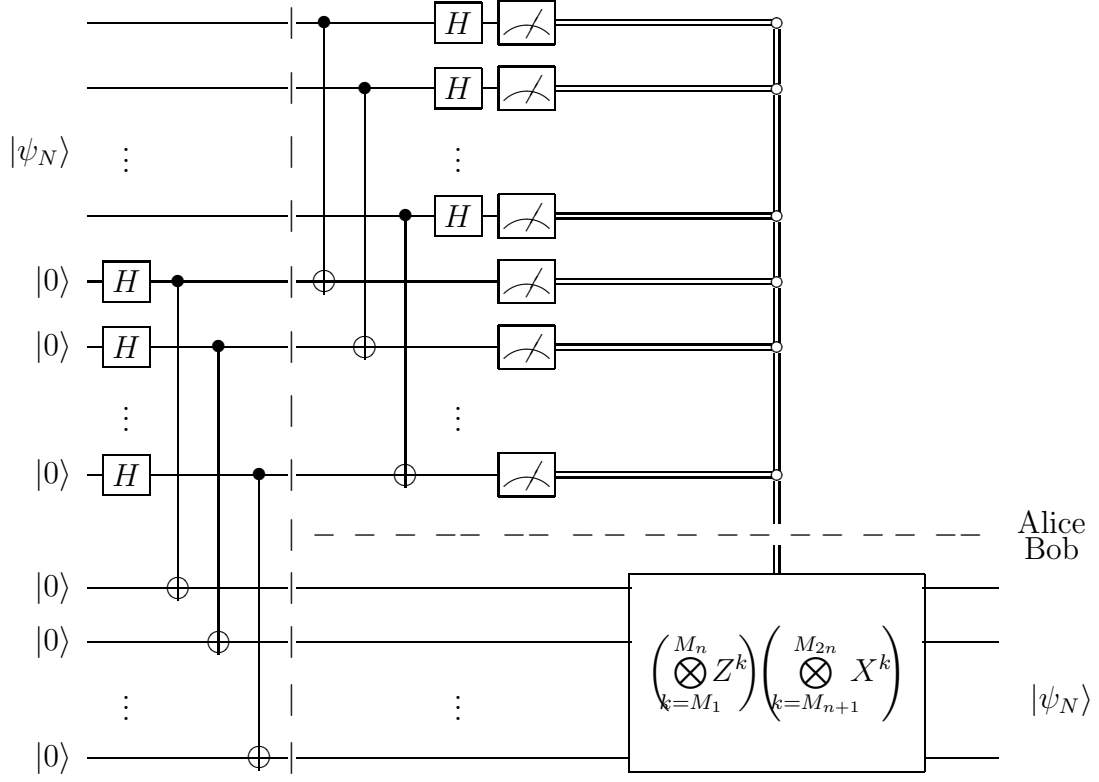 H
H
|ψ_N⟩ ⋮ ⋮
H
|0⟩ H
|0⟩ H
⋮ ⋮
|0⟩ H
Alice
Bob
|0⟩
|0⟩
(⨂_{k=M_1}^{M_n} Z^k)(⨂_{k=M_{n+1}}^{M_{2n}} X^k)
⋮ ⋮ |ψ_N⟩
|0⟩